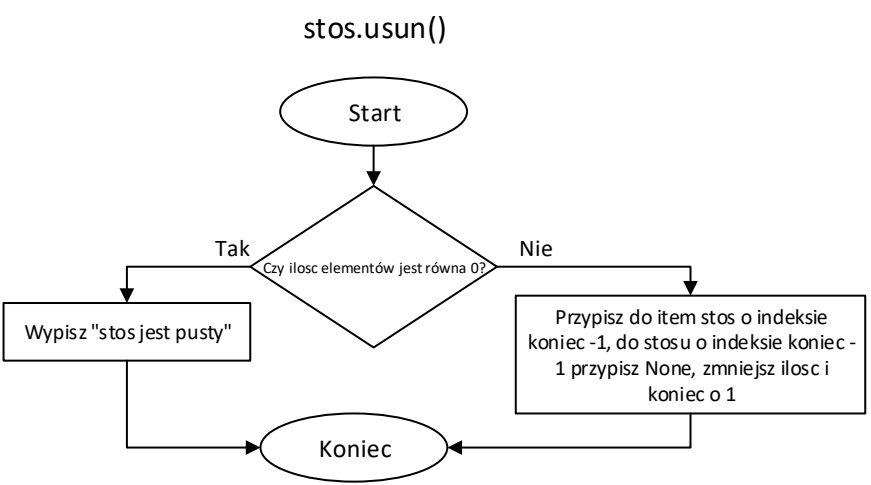 stos.usun()
Start
Tak
Nie
Czy ilosc elementów jest równa 0?
Wypisz "stos jest pusty"
Przypisz do item stos o indeksie
koniec -1, do stosu o indeksie koniec -
1 przypisz None, zmniejsz ilosc i
koniec o 1
Koniec